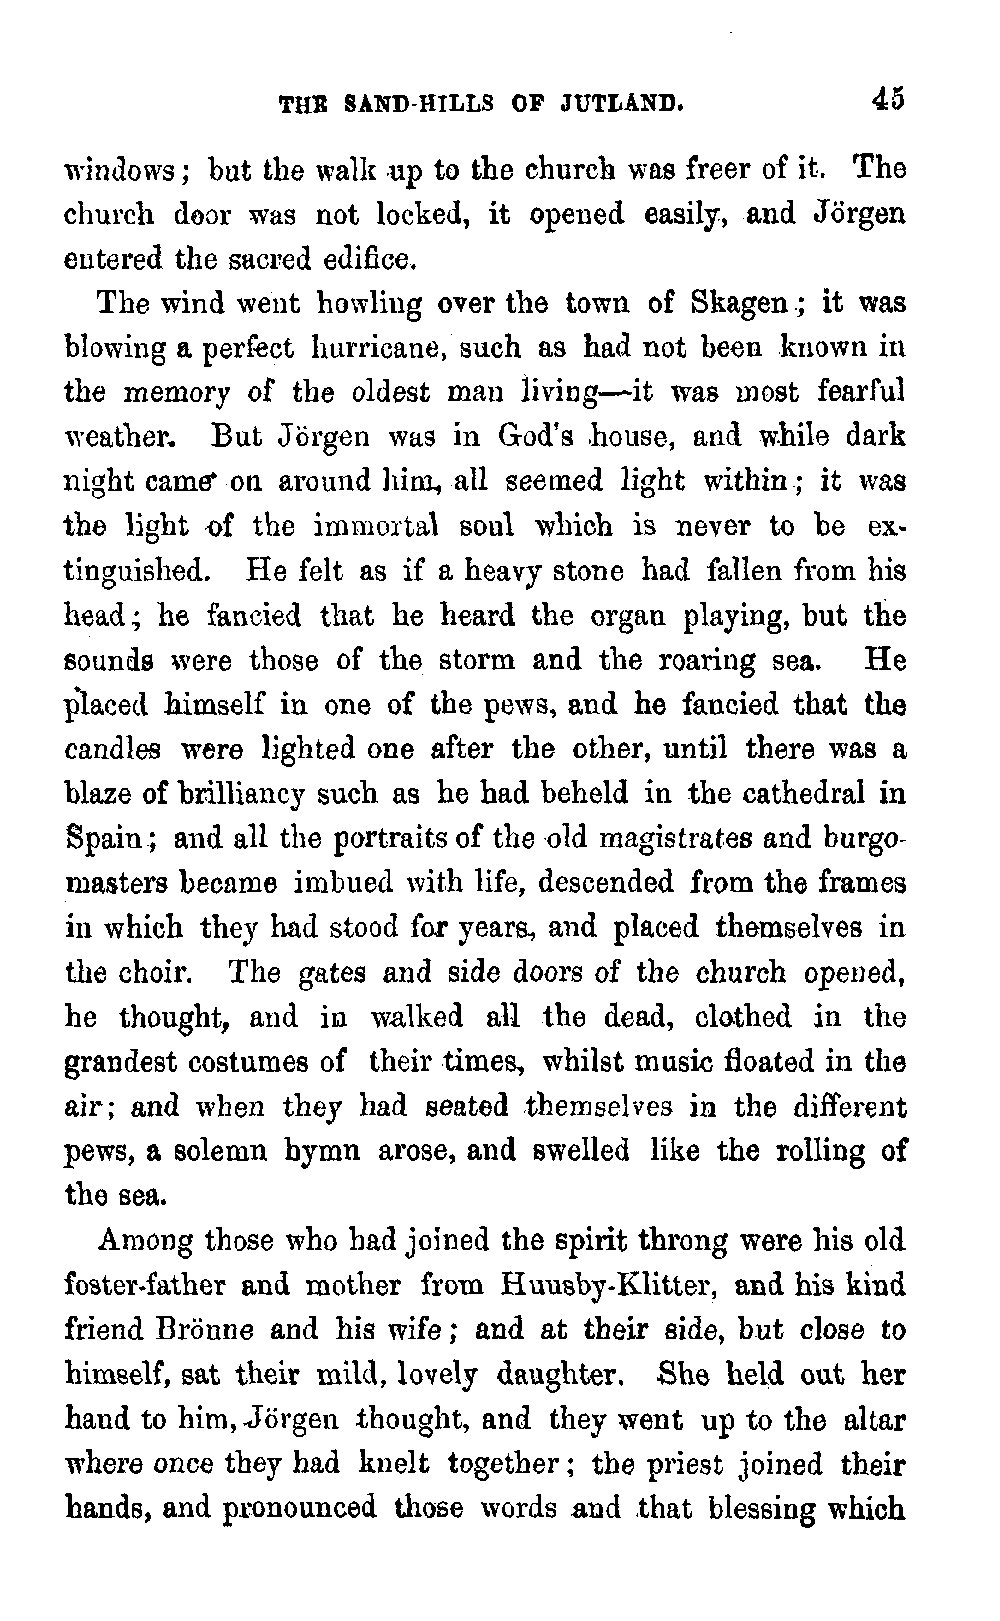 THE SAND-HILLS OF JUTLAND. 45
windows; but the walk up to the church was freer of it. The
church door was not locked, it opened easily, and Jörgen
entered the sacred edifice.
The wind went howling over the town of Skagen; it was
blowing a perfect hurricane, such as had not been known in
the memory of the oldest man living—it was most fearful
weather. But Jörgen was in God's house, and while dark
night came on around him, all seemed light within; it was
the light of the immortal soul which is never to be ex-
tinguished. He felt as if a heavy stone had fallen from his
head; he fancied that he heard the organ playing, but the
sounds were those of the storm and the roaring sea. He
placed himself in one of the pews, and he fancied that the
candles were lighted one after the other, until there was a
blaze of brilliancy such as he had beheld in the cathedral in
Spain; and all the portraits of the old magistrates and burgo-
masters became imbued with life, descended from the frames
in which they had stood for years, and placed themselves in
the choir. The gates and side doors of the church opened,
he thought, and in walked all the dead, clothed in the
grandest costumes of their times, whilst music floated in the
air; and when they had seated themselves in the different
pews, a solemn hymn arose, and swelled like the rolling of
the sea.
Among those who had joined the spirit throng were his old
foster-father and mother from Huusby-Klitter, and his kind
friend Brönne and his wife; and at their side, but close to
himself, sat their mild, lovely daughter. She held out her
hand to him, Jörgen thought, and they went up to the altar
where once they had knelt together; the priest joined their
hands, and pronounced those words and that blessing which